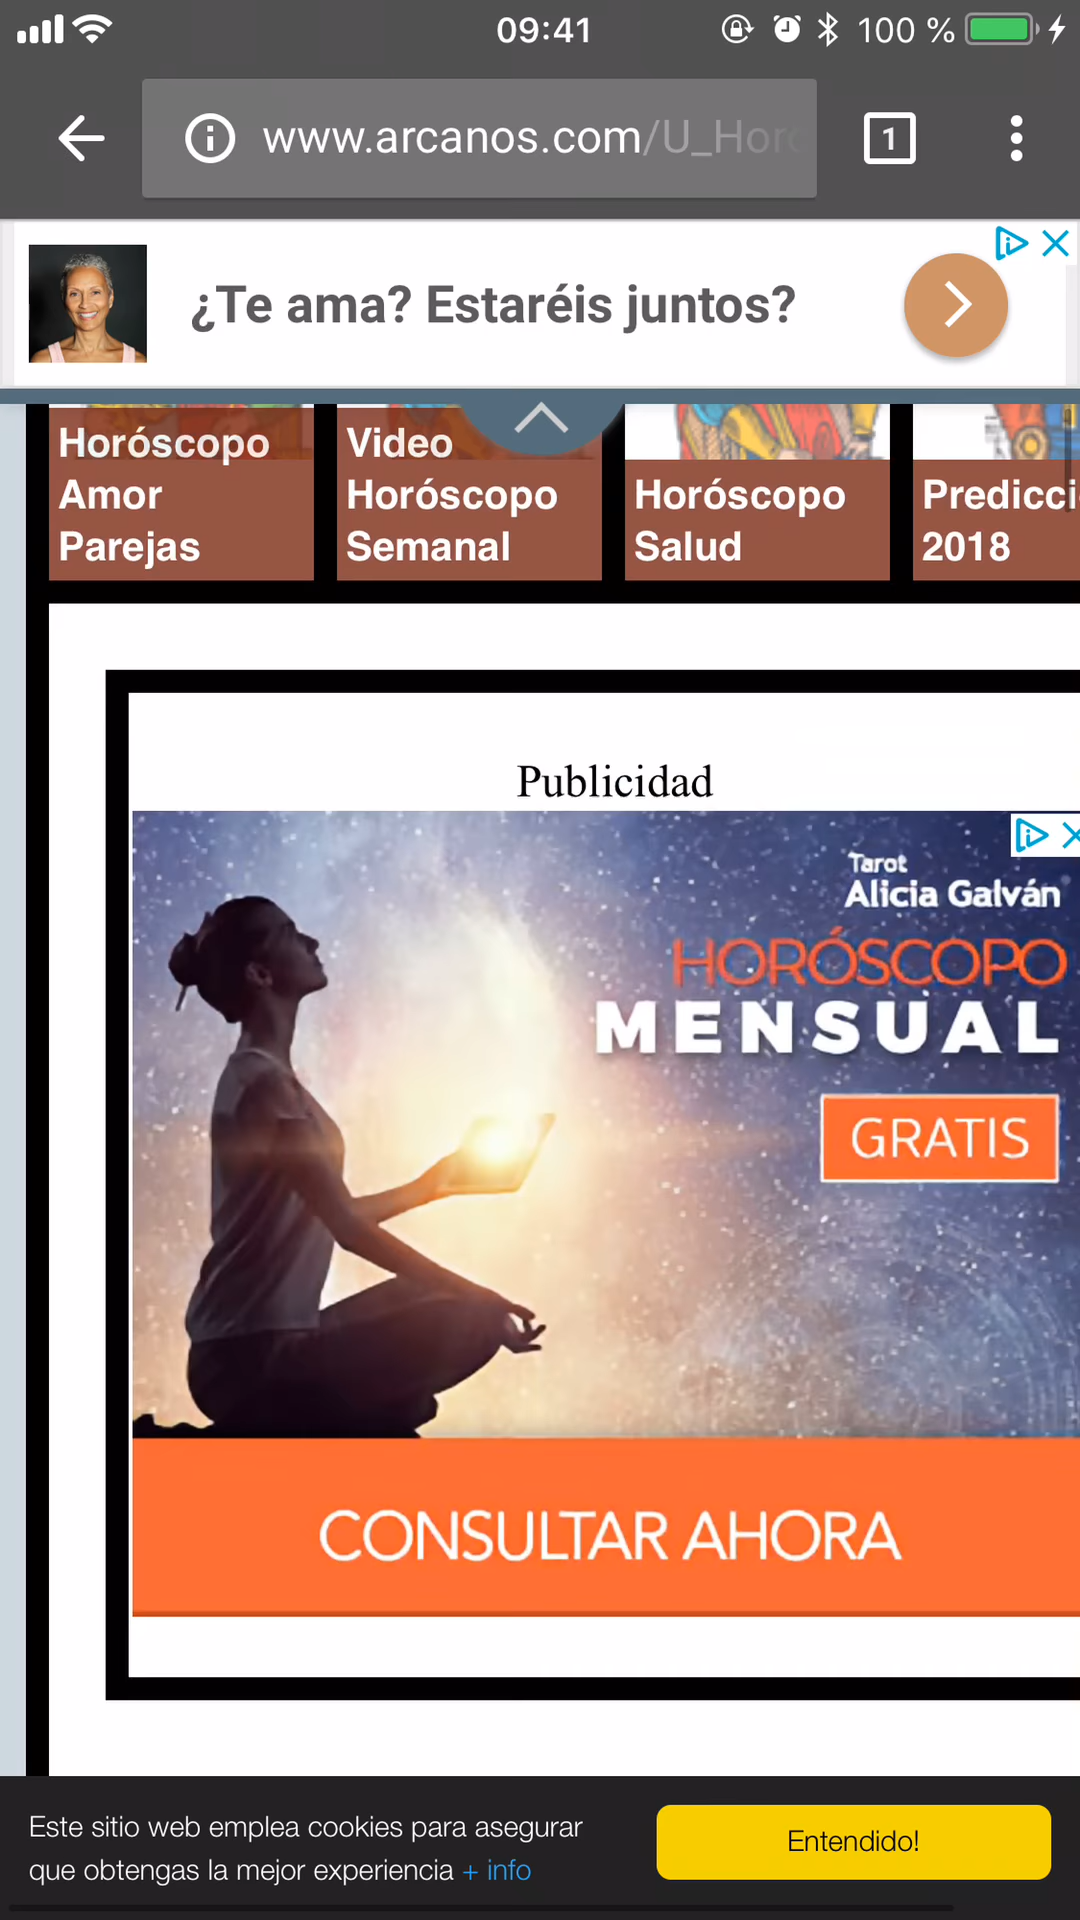 09:41
100 %
www.arcanos.com/U_Horo
1
¿Te ama? Estaréis juntos?
Horóscopo
Amor
Parejas
Video
Horóscopo
Semanal
Horóscopo
Salud
Predicci
2018
Publicidad
Tarot
Alicia Galván
HORÓSCOPO
MENSUAL
GRATIS
CONSULTAR AHORA
Este sitio web emplea cookies para asegurar
que obtengas la mejor experiencia + info
Entendido!